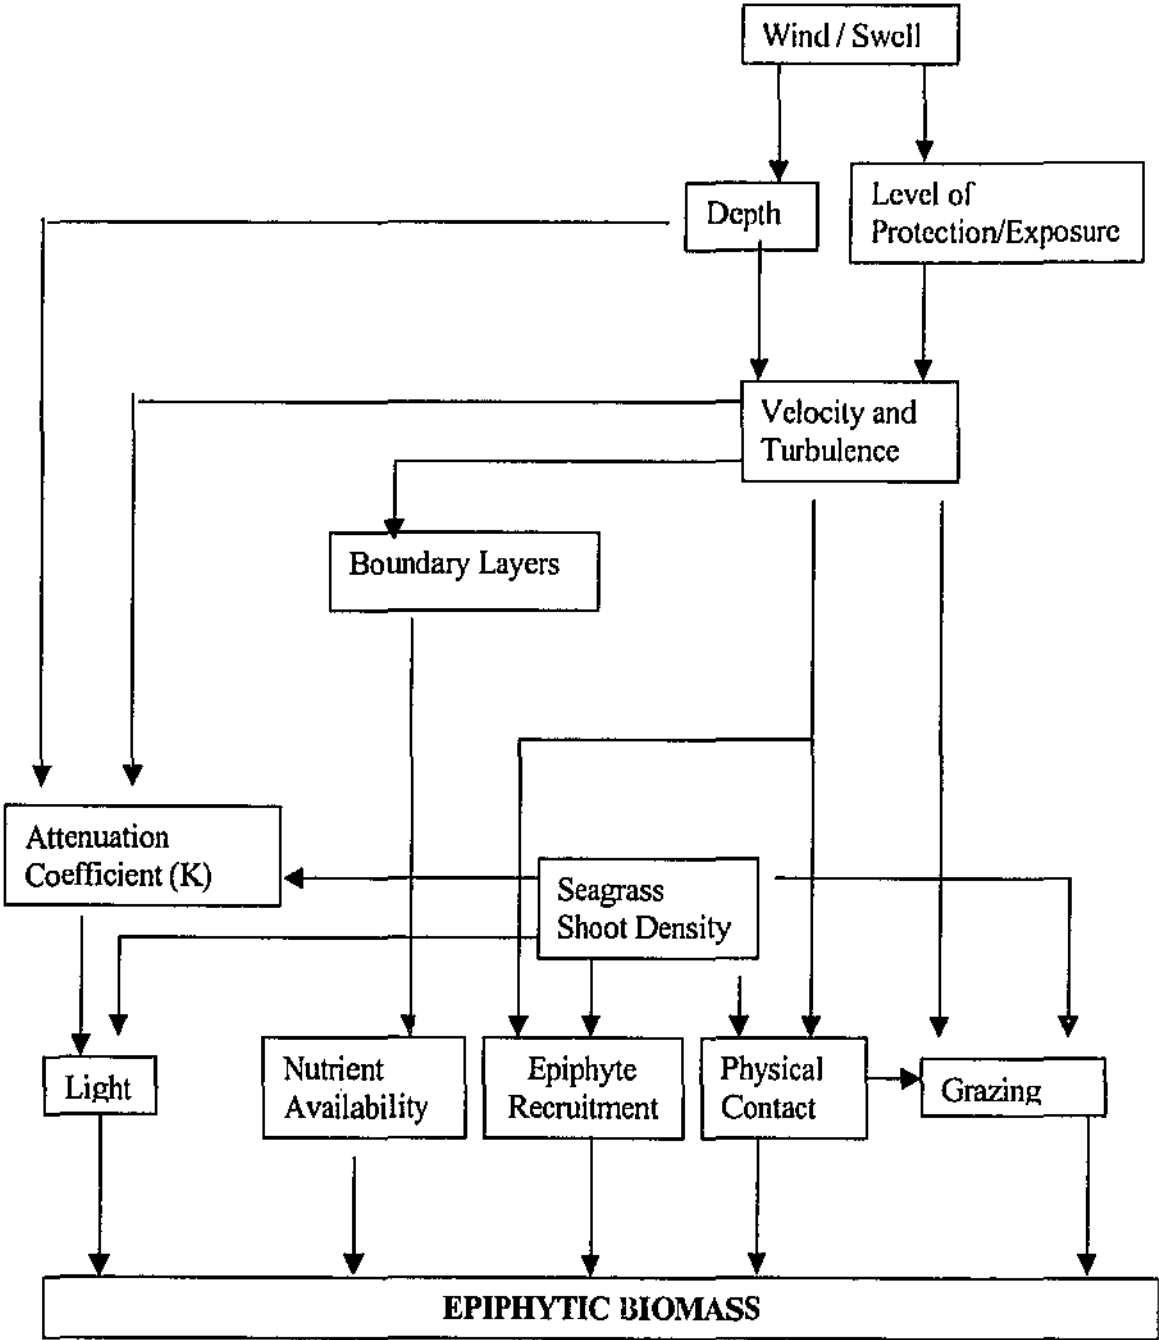 Wind / Swell
Depth
Level of
Protection/Exposure
Velocity and
Turbulence
Boundary Layers
Attenuation
Coefficient (K)
Seagrass
Shoot Density
Light
Nutrient
Availability
Epiphyte
Recruitment
Physical
Contact
Grazing
EPIPHYTIC BIOMASS